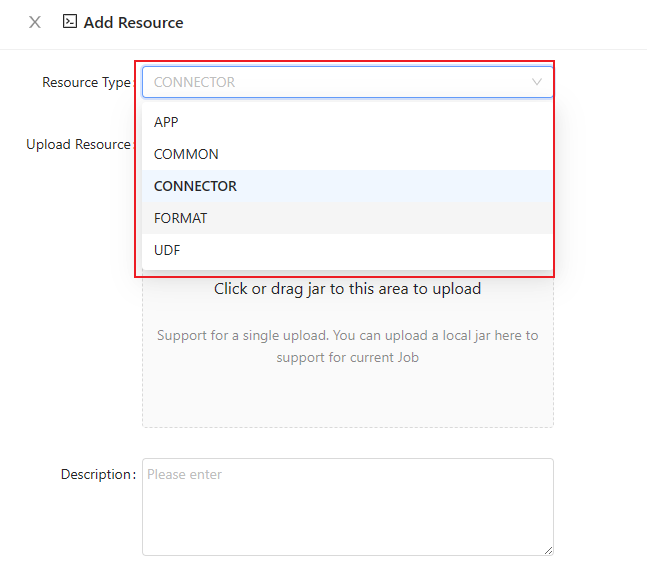 Add Resource
Resource Type:
CONNECTOR
APP
Upload Resource:
COMMON
CONNECTOR
FORMAT
UDF
Click or drag jar to this area to upload
Support for a single upload. You can upload a local jar here to
support for current Job
Description:
Please enter